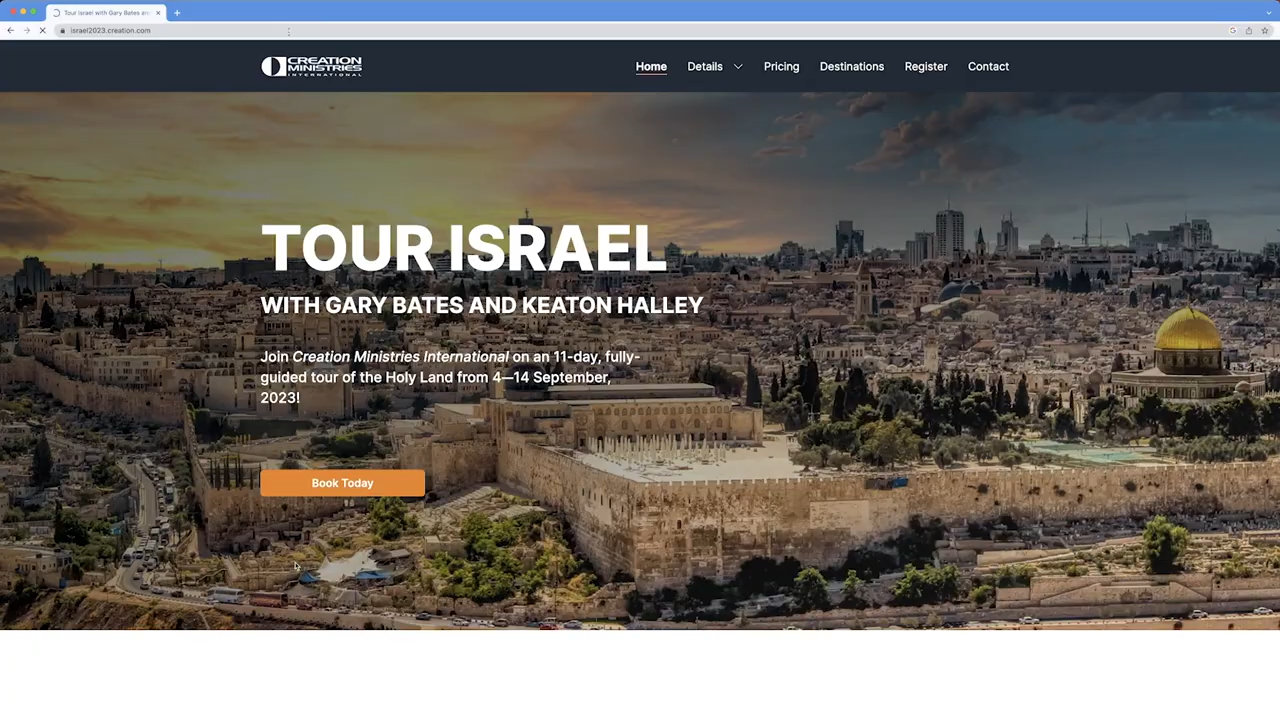 Tour Israel with Gary Bates an
israel2023.creation.com
CREATION
MINISTRIES
INTERNATIONAL
Home Details Pricing Destinations Register Contact
TOUR ISRAEL
WITH GARY BATES AND KEATON HALLEY
Join Creation Ministries International on an 11-day, fully-
guided tour of the Holy Land from 4—14 September,
2023!
Book Today